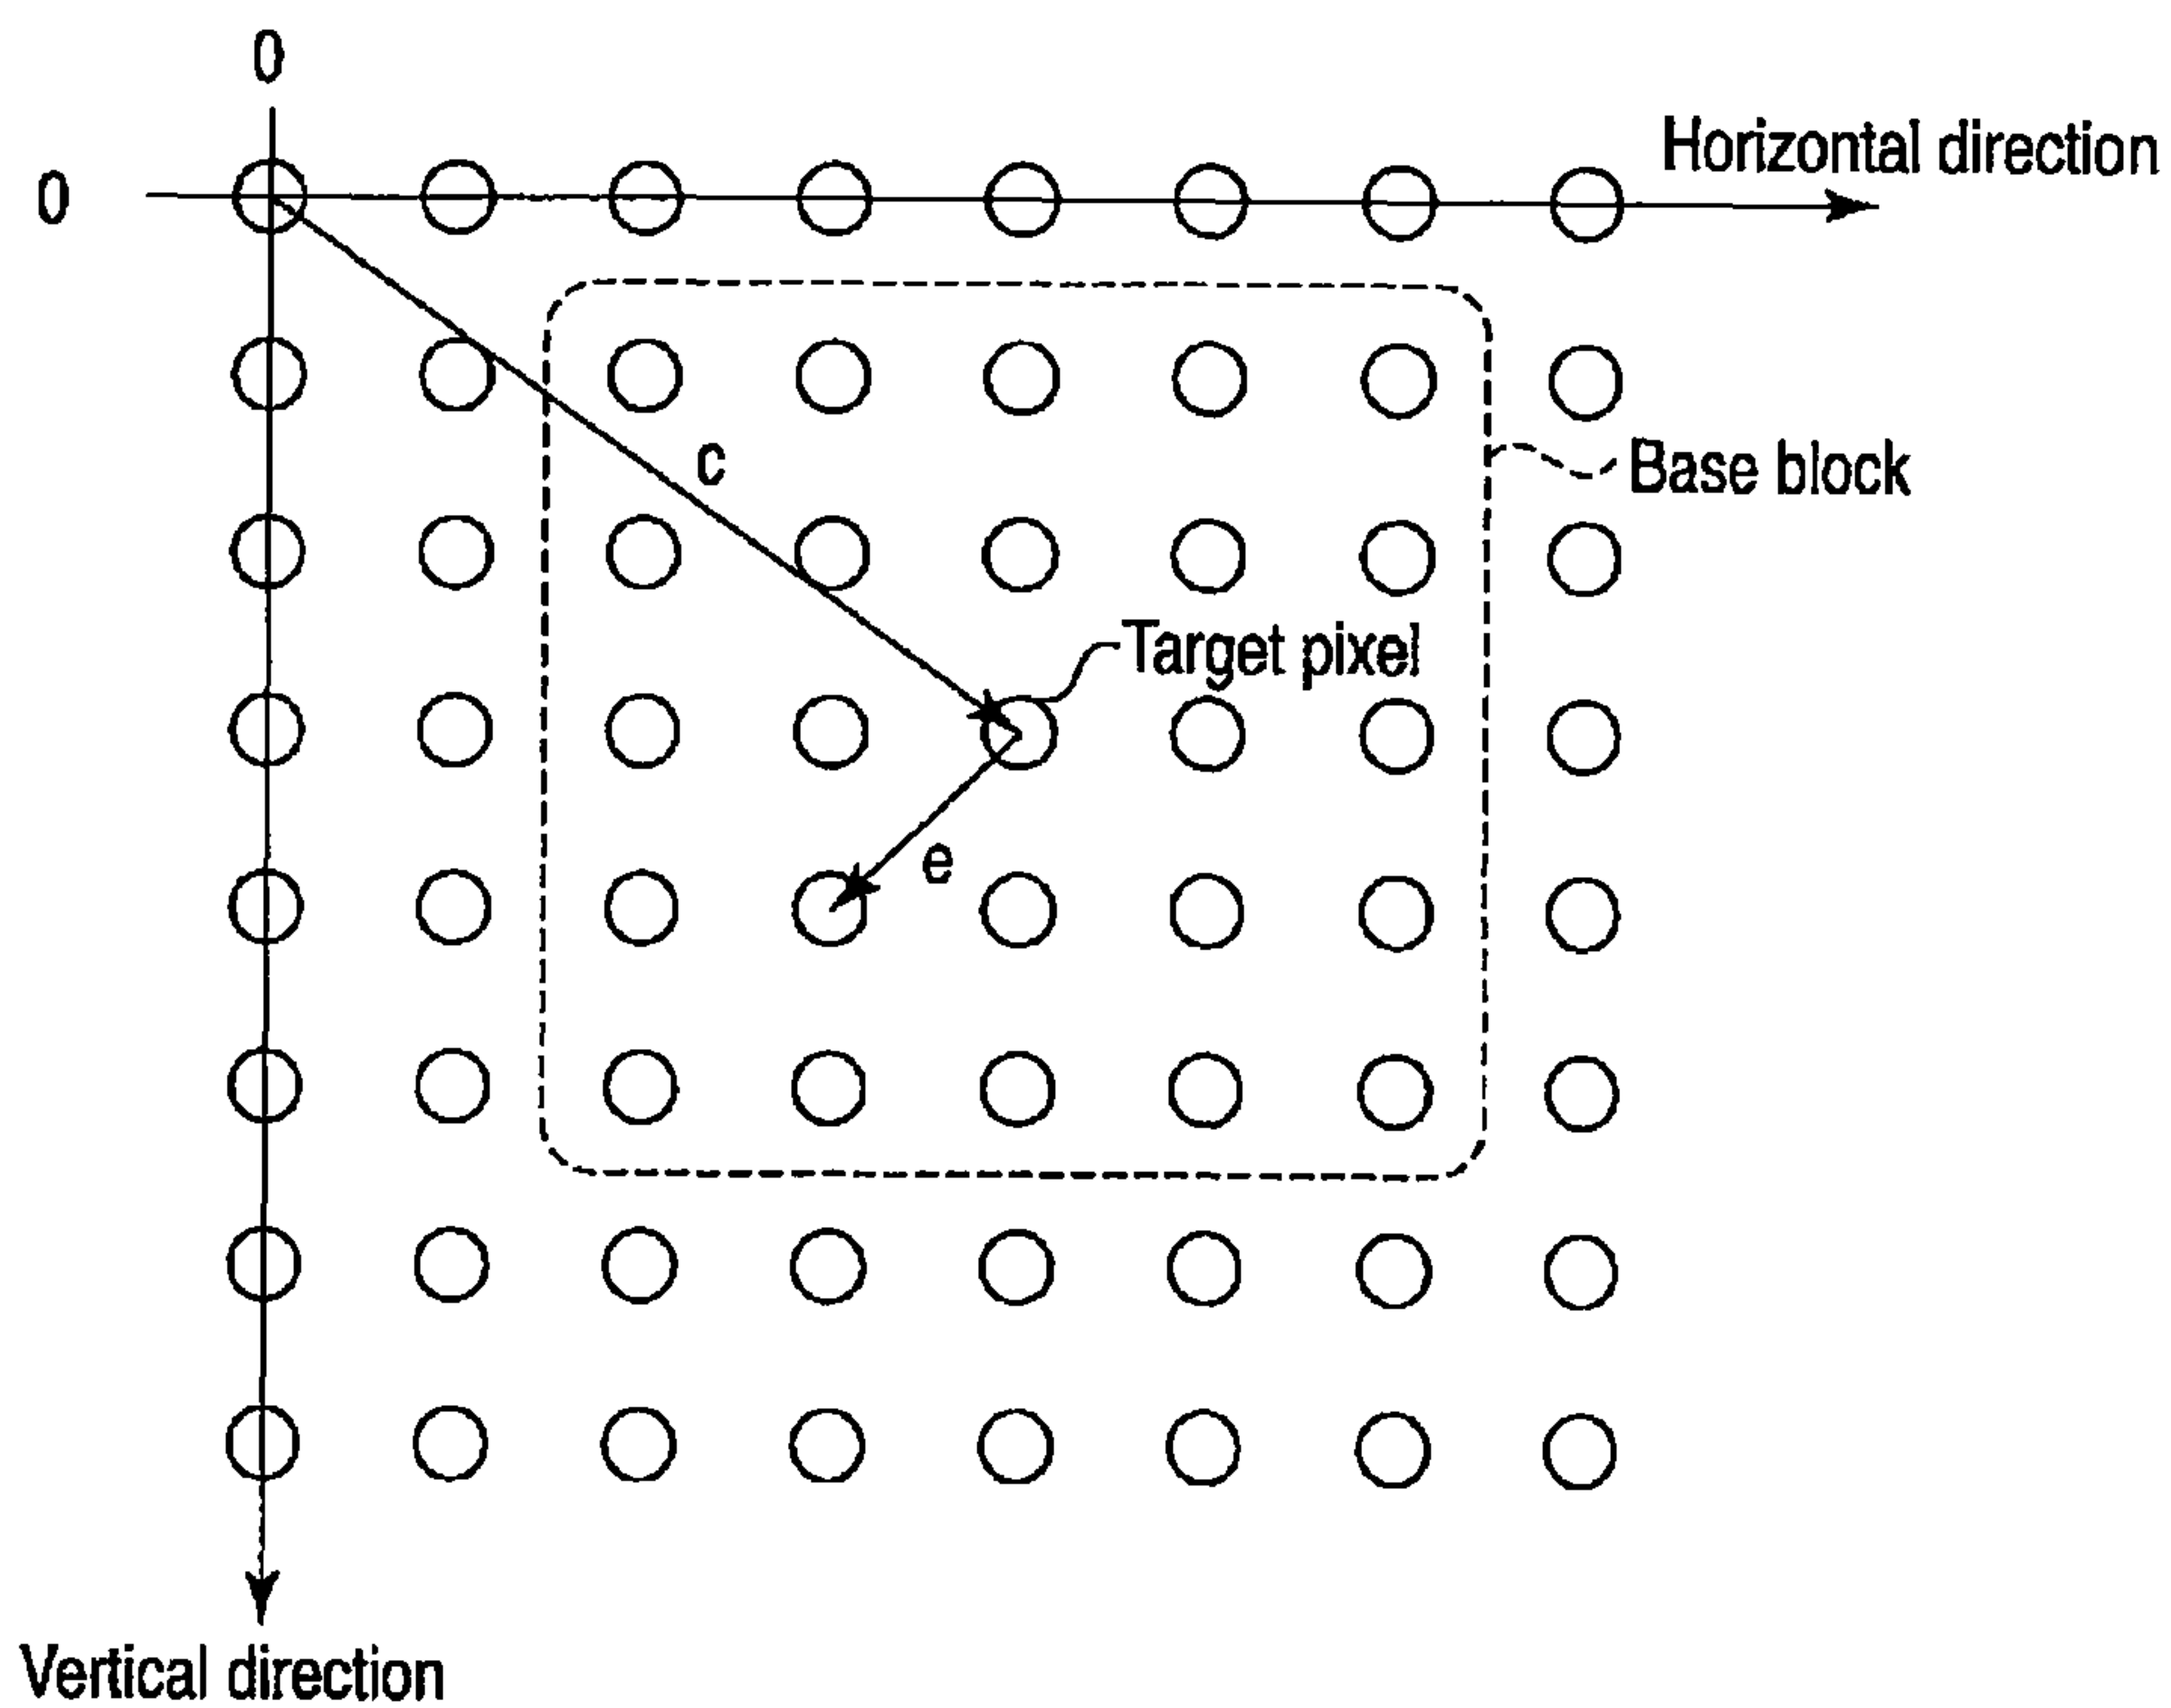 0
0
Horizontal direction
c
Base block
Target pixel
e
Vertical direction